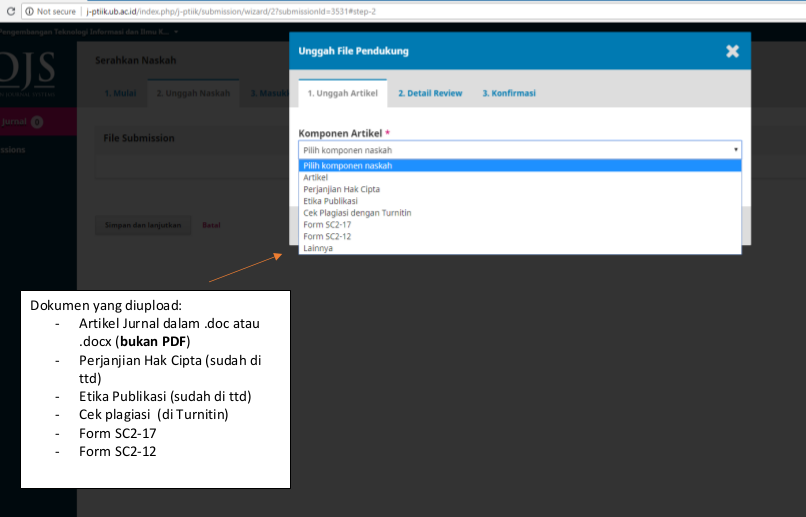 Not secure | j-ptiik.ub.ac.id/index.php/j-ptiik/submission/wizard/2?submissionId=3531#step-2
Pengembangan Teknologi Informasi dan Ilmu K...
OJS
Serahkan Naskah
1. Mulai 2. Unggah Naskah 3.
Jurnal 0
ssions
File Submission
Simpan dan lanjutkan Batal
Unggah File Pendukung
1. Unggah Artikel 2. Detail Review 3. Konfirmasi
Komponen Artikel *
Pilih komponen naskah
Pilih komponen naskah
Artikel
Perjanjian Hak Cipta
Etika Publikasi
Cek Plagiasi dengan Turnitin
Form SC2-17
Form SC2-12
Lainnya
Dokumen yang diupload:
- Artikel Jurnal dalam .doc atau
.docx (bukan PDF)
- Perjanjian Hak Cipta (sudah di
ttd)
- Etika Publikasi (sudah di ttd)
- Cek plagiasi (di Turnitin)
- Form SC2-17
- Form SC2-12